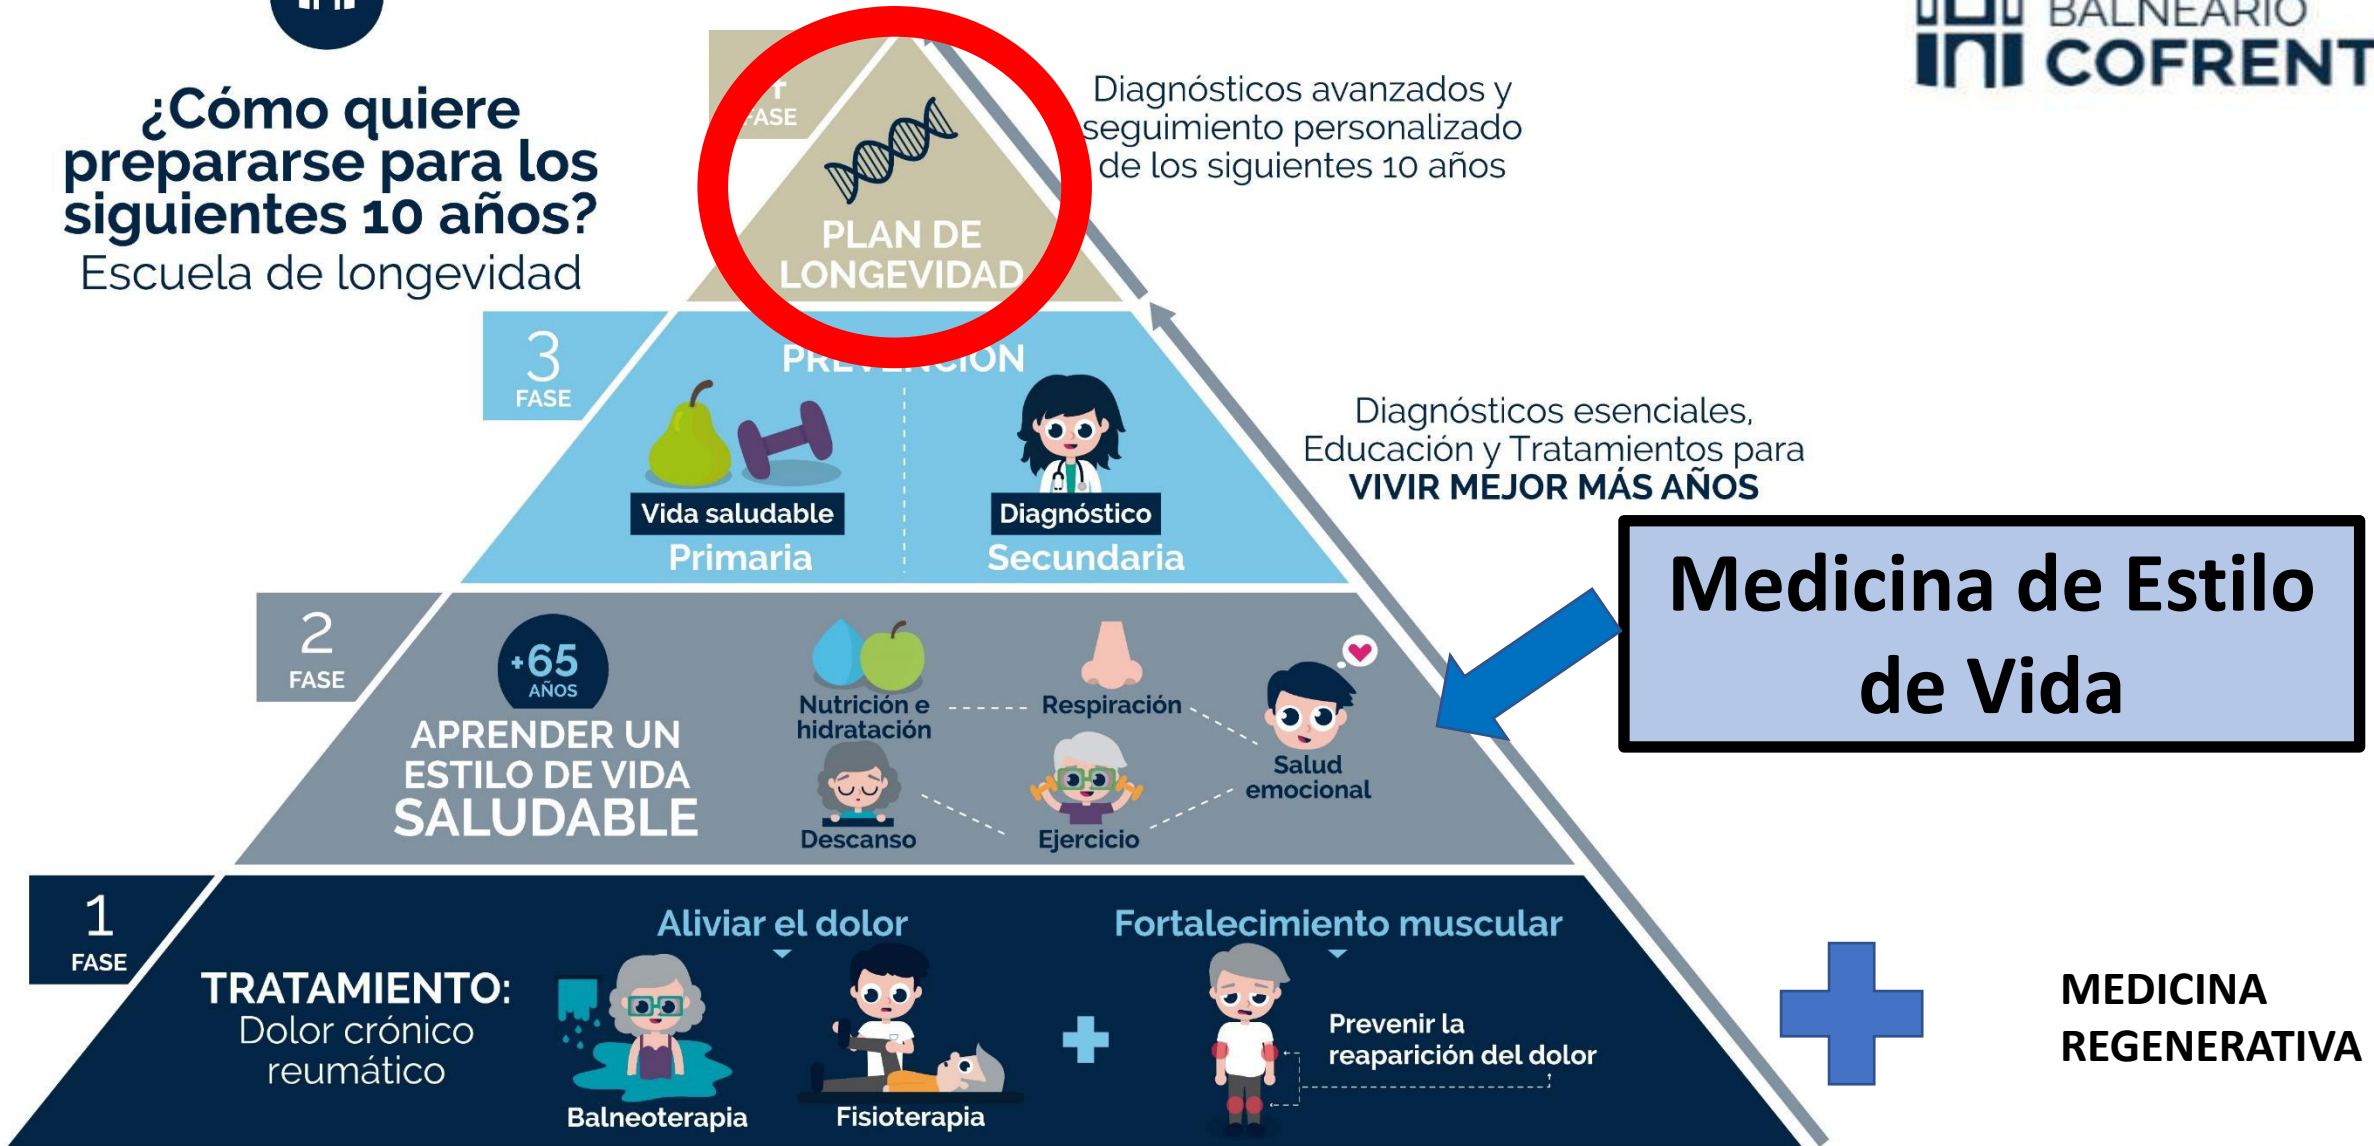 ¿Cómo quiere
prepararse para los
siguientes 10 años?
Escuela de longevidad
BALNEARIO
COFRENT
FASE
PLAN DE
LONGEVIDAD
Diagnósticos avanzados y
seguimiento personalizado
de los siguientes 10 años
3
FASE
PREVENCIÓN
Vida saludable
Primaria
Diagnóstico
Secundaria
Diagnósticos esenciales,
Educación y Tratamientos para
VIVIR MEJOR MÁS AÑOS
Medicina de Estilo
de Vida
2
FASE
+65
AÑOS
APRENDER UN
ESTILO DE VIDA
SALUDABLE
Nutrición e
hidratación
Respiración
Salud
emocional
Descanso
Ejercicio
1
FASE
TRATAMIENTO:
Dolor crónico
reumático
Aliviar el dolor
Balneoterapia
Fisioterapia
Fortalecimiento muscular
Prevenir la
reaparición del dolor
MEDICINA
REGENERATIVA